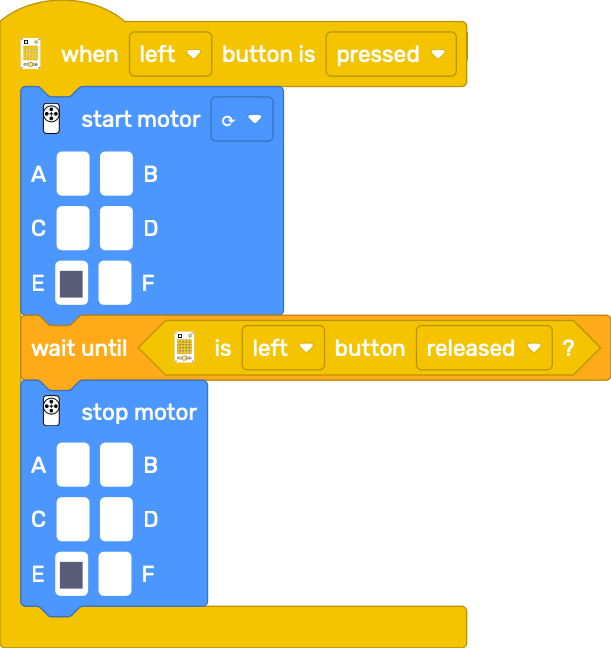 when left button is pressed
start motor
A B
C D
E F
wait until is left button released ?
stop motor
A B
C D
E F